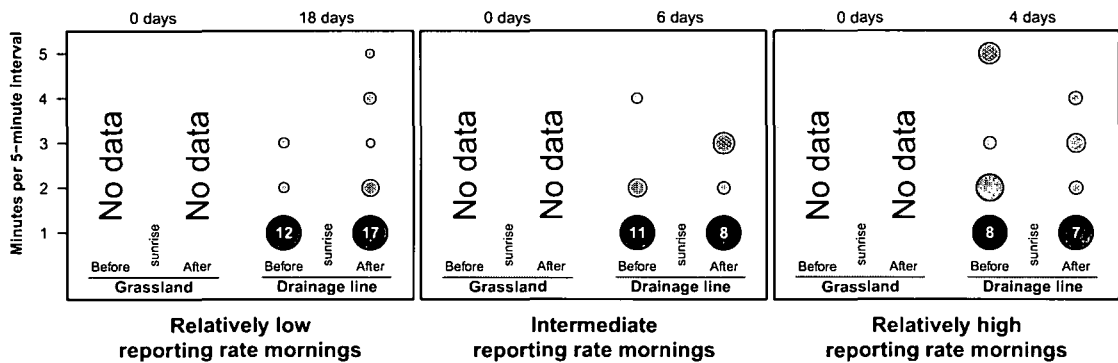 0 days 18 days 0 days 6 days 0 days 4 days
Minutes per 5-minute interval
5
4
3
2
1
No data No data No data No data No data No data
12 17 11 8 8 7
Before sunrise After Before sunrise After Before sunrise After Before sunrise After Before sunrise After Before sunrise After
Grassland Drainage line Grassland Drainage line Grassland Drainage line
Relatively low
reporting rate mornings
Intermediate
reporting rate mornings
Relatively high
reporting rate mornings